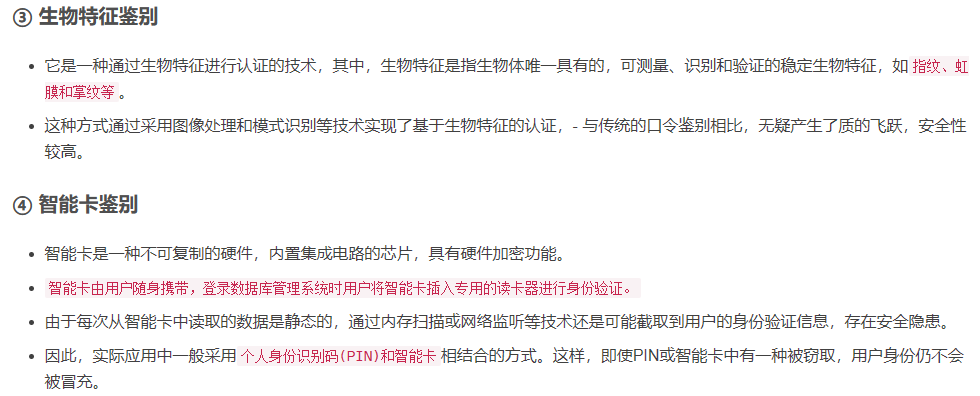 ③ 生物特征鉴别
• 它是一种通过生物特征进行认证的技术，其中，生物特征是指生物体唯一具有的，可测量、识别和验证的稳定生物特征，如 指纹、虹
膜和掌纹等 。
• 这种方式通过采用图像处理和模式识别等技术实现了基于生物特征的认证，- 与传统的口令鉴别相比，无疑产生了质的飞跃，安全性
较高。
④ 智能卡鉴别
• 智能卡是一种不可复制的硬件，内置集成电路的芯片，具有硬件加密功能。
• 智能卡由用户随身携带，登录数据库管理系统时用户将智能卡插入专用的读卡器进行身份验证。
• 由于每次从智能卡中读取的数据是静态的，通过内存扫描或网络监听等技术还是可能截取到用户的身份验证信息，存在安全隐患。
• 因此，实际应用中一般采用 个人身份识别码(PIN)和智能卡 相结合的方式。这样，即使PIN或智能卡中有一种被窃取，用户身份仍不会
被冒充。